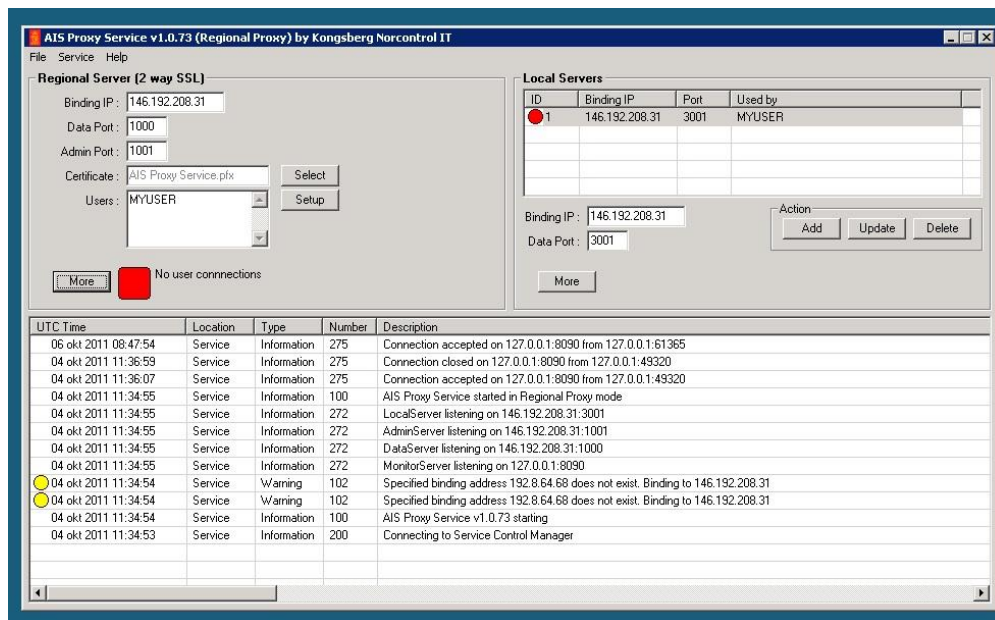 AIS Proxy Service v1.0.73 (Regional Proxy) by Kongsberg Norcontrol IT
File Service Help
Regional Server (2 way SSL)
Binding IP : 146.192.208.31
Data Port : 1000
Admin Port : 1001
Certificate : AIS Proxy Service.pfx Select
Users : MYUSER Setup
More No user connnections
Local Servers
ID Binding IP Port Used by
1 146.192.208.31 3001 MYUSER
Binding IP : 146.192.208.31
Data Port : 3001
Action
Add Update Delete
More
UTC Time Location Type Number Description
06 okt 2011 08:47:54 Service Information 275 Connection accepted on 127.0.0.1:8090 from 127.0.0.1:61365
04 okt 2011 11:36:59 Service Information 275 Connection closed on 127.0.0.1:8090 from 127.0.0.1:49320
04 okt 2011 11:36:07 Service Information 275 Connection accepted on 127.0.0.1:8090 from 127.0.0.1:49320
04 okt 2011 11:34:55 Service Information 100 AIS Proxy Service started in Regional Proxy mode
04 okt 2011 11:34:55 Service Information 272 LocalServer listening on 146.192.208.31:3001
04 okt 2011 11:34:55 Service Information 272 AdminServer listening on 146.192.208.31:1001
04 okt 2011 11:34:55 Service Information 272 DataServer listening on 146.192.208.31:1000
04 okt 2011 11:34:55 Service Information 272 MonitorServer listening on 127.0.0.1:8090
04 okt 2011 11:34:54 Service Warning 102 Specified binding address 192.8.64.68 does not exist. Binding to 146.192.208.31
04 okt 2011 11:34:54 Service Warning 102 Specified binding address 192.8.64.68 does not exist. Binding to 146.192.208.31
04 okt 2011 11:34:54 Service Information 100 AIS Proxy Service v1.0.73 starting
04 okt 2011 11:34:53 Service Information 200 Connecting to Service Control Manager